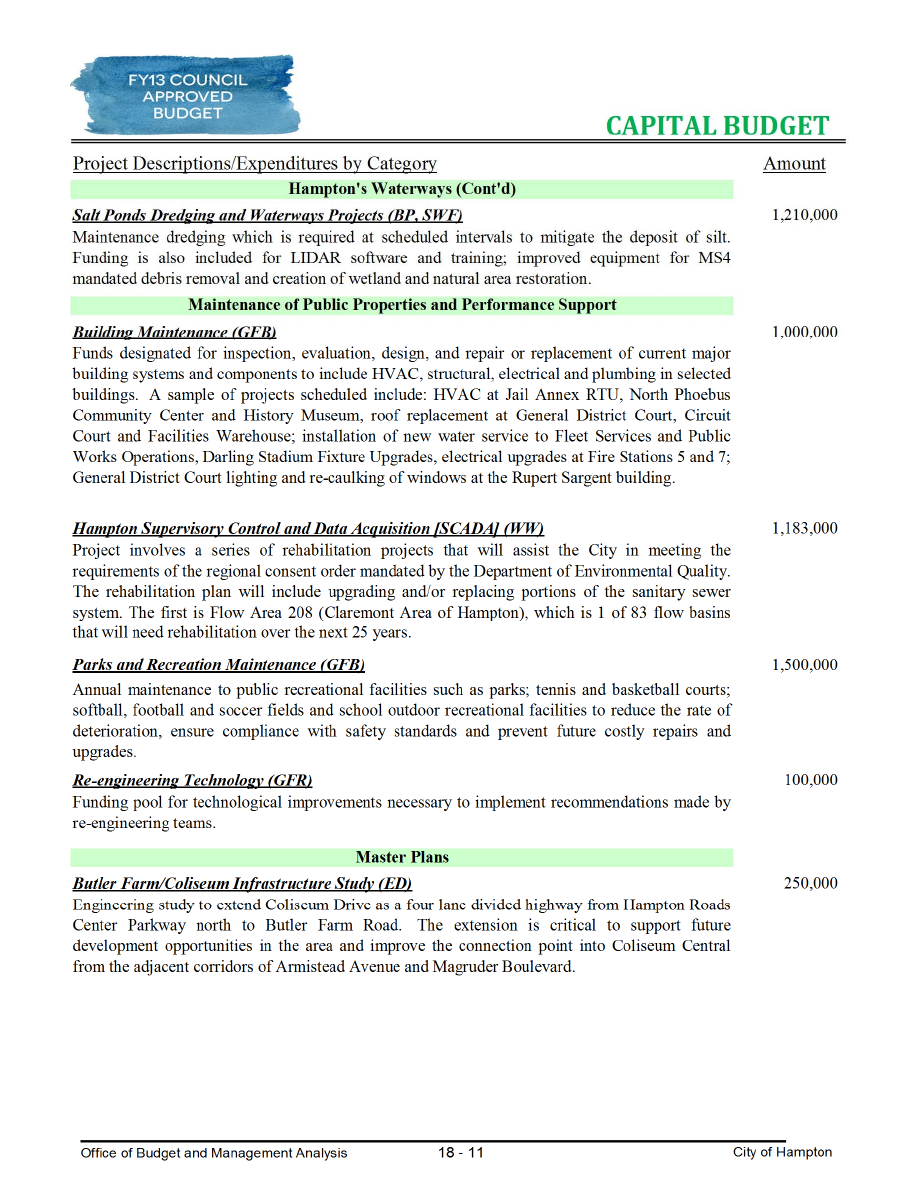 FY13 COUNCIL
APPROVED
BUDGET
CAPITAL BUDGET
Project Descriptions/Expenditures by Category Amount
Hampton's Waterways (Cont'd)
Salt Ponds Dredging and Waterways Projects (BP, SWF) 1,210,000
Maintenance dredging which is required at scheduled intervals to mitigate the deposit of silt.
Funding is also included for LIDAR software and training; improved equipment for MS4
mandated debris removal and creation of wetland and natural area restoration.
Maintenance of Public Properties and Performance Support
Building Maintenance (GFB) 1,000,000
Funds designated for inspection, evaluation, design, and repair or replacement of current major
building systems and components to include HVAC, structural, electrical and plumbing in selected
buildings. A sample of projects scheduled include: HVAC at Jail Annex RTU, North Phoebus
Community Center and History Museum, roof replacement at General District Court, Circuit
Court and Facilities Warehouse; installation of new water service to Fleet Services and Public
Works Operations, Darling Stadium Fixture Upgrades, electrical upgrades at Fire Stations 5 and 7;
General District Court lighting and re-caulking of windows at the Rupert Sargent building.
Hampton Supervisory Control and Data Acquisition [SCADA] (WW) 1,183,000
Project involves a series of rehabilitation projects that will assist the City in meeting the
requirements of the regional consent order mandated by the Department of Environmental Quality.
The rehabilitation plan will include upgrading and/or replacing portions of the sanitary sewer
system. The first is Flow Area 208 (Claremont Area of Hampton), which is 1 of 83 flow basins
that will need rehabilitation over the next 25 years.
Parks and Recreation Maintenance (GFB) 1,500,000
Annual maintenance to public recreational facilities such as parks; tennis and basketball courts;
softball, football and soccer fields and school outdoor recreational facilities to reduce the rate of
deterioration, ensure compliance with safety standards and prevent future costly repairs and
upgrades.
Re-engineering Technology (GFR) 100,000
Funding pool for technological improvements necessary to implement recommendations made by
re-engineering teams.
Master Plans
Butler Farm/Coliseum Infrastructure Study (ED) 250,000
Engineering study to extend Coliseum Drive as a four lane divided highway from Hampton Roads
Center Parkway north to Butler Farm Road. The extension is critical to support future
development opportunities in the area and improve the connection point into Coliseum Central
from the adjacent corridors of Armistead Avenue and Magruder Boulevard.
Office of Budget and Management Analysis 18 - 11 City of Hampton